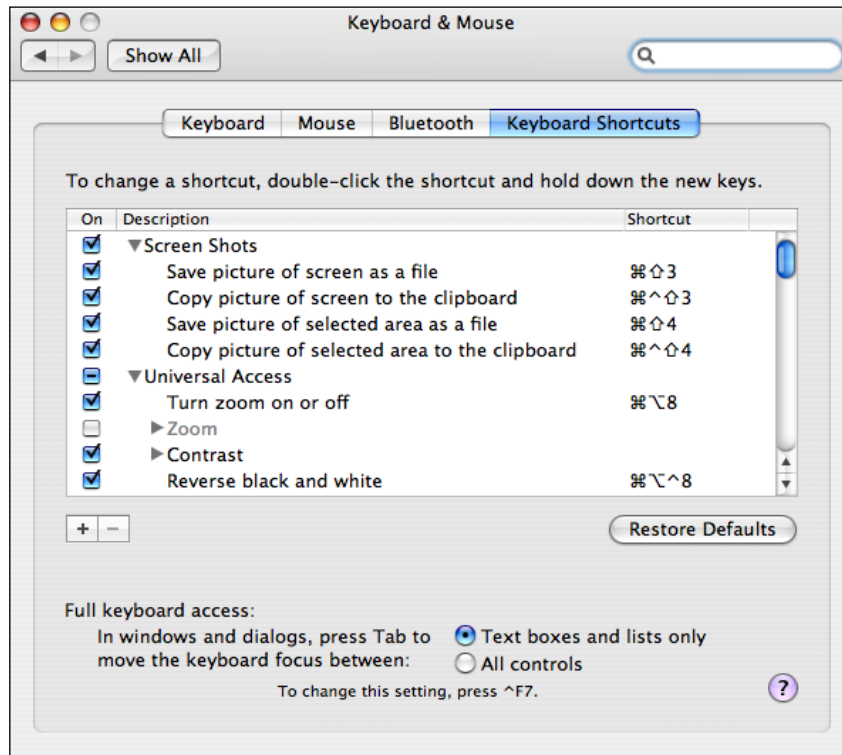 Keyboard & Mouse
Show All
Keyboard Mouse Bluetooth Keyboard Shortcuts
To change a shortcut, double-click the shortcut and hold down the new keys.
On Description Shortcut
Screen Shots
Save picture of screen as a file ⌘⇧3
Copy picture of screen to the clipboard ⌘^⇧3
Save picture of selected area as a file ⌘⇧4
Copy picture of selected area to the clipboard ⌘^⇧4
Universal Access
Turn zoom on or off ⌘⌥8
Zoom
Contrast
Reverse black and white ⌘⌥^8
+ −
Restore Defaults
Full keyboard access:
In windows and dialogs, press Tab to
move the keyboard focus between:
Text boxes and lists only
All controls
To change this setting, press ^F7.
?